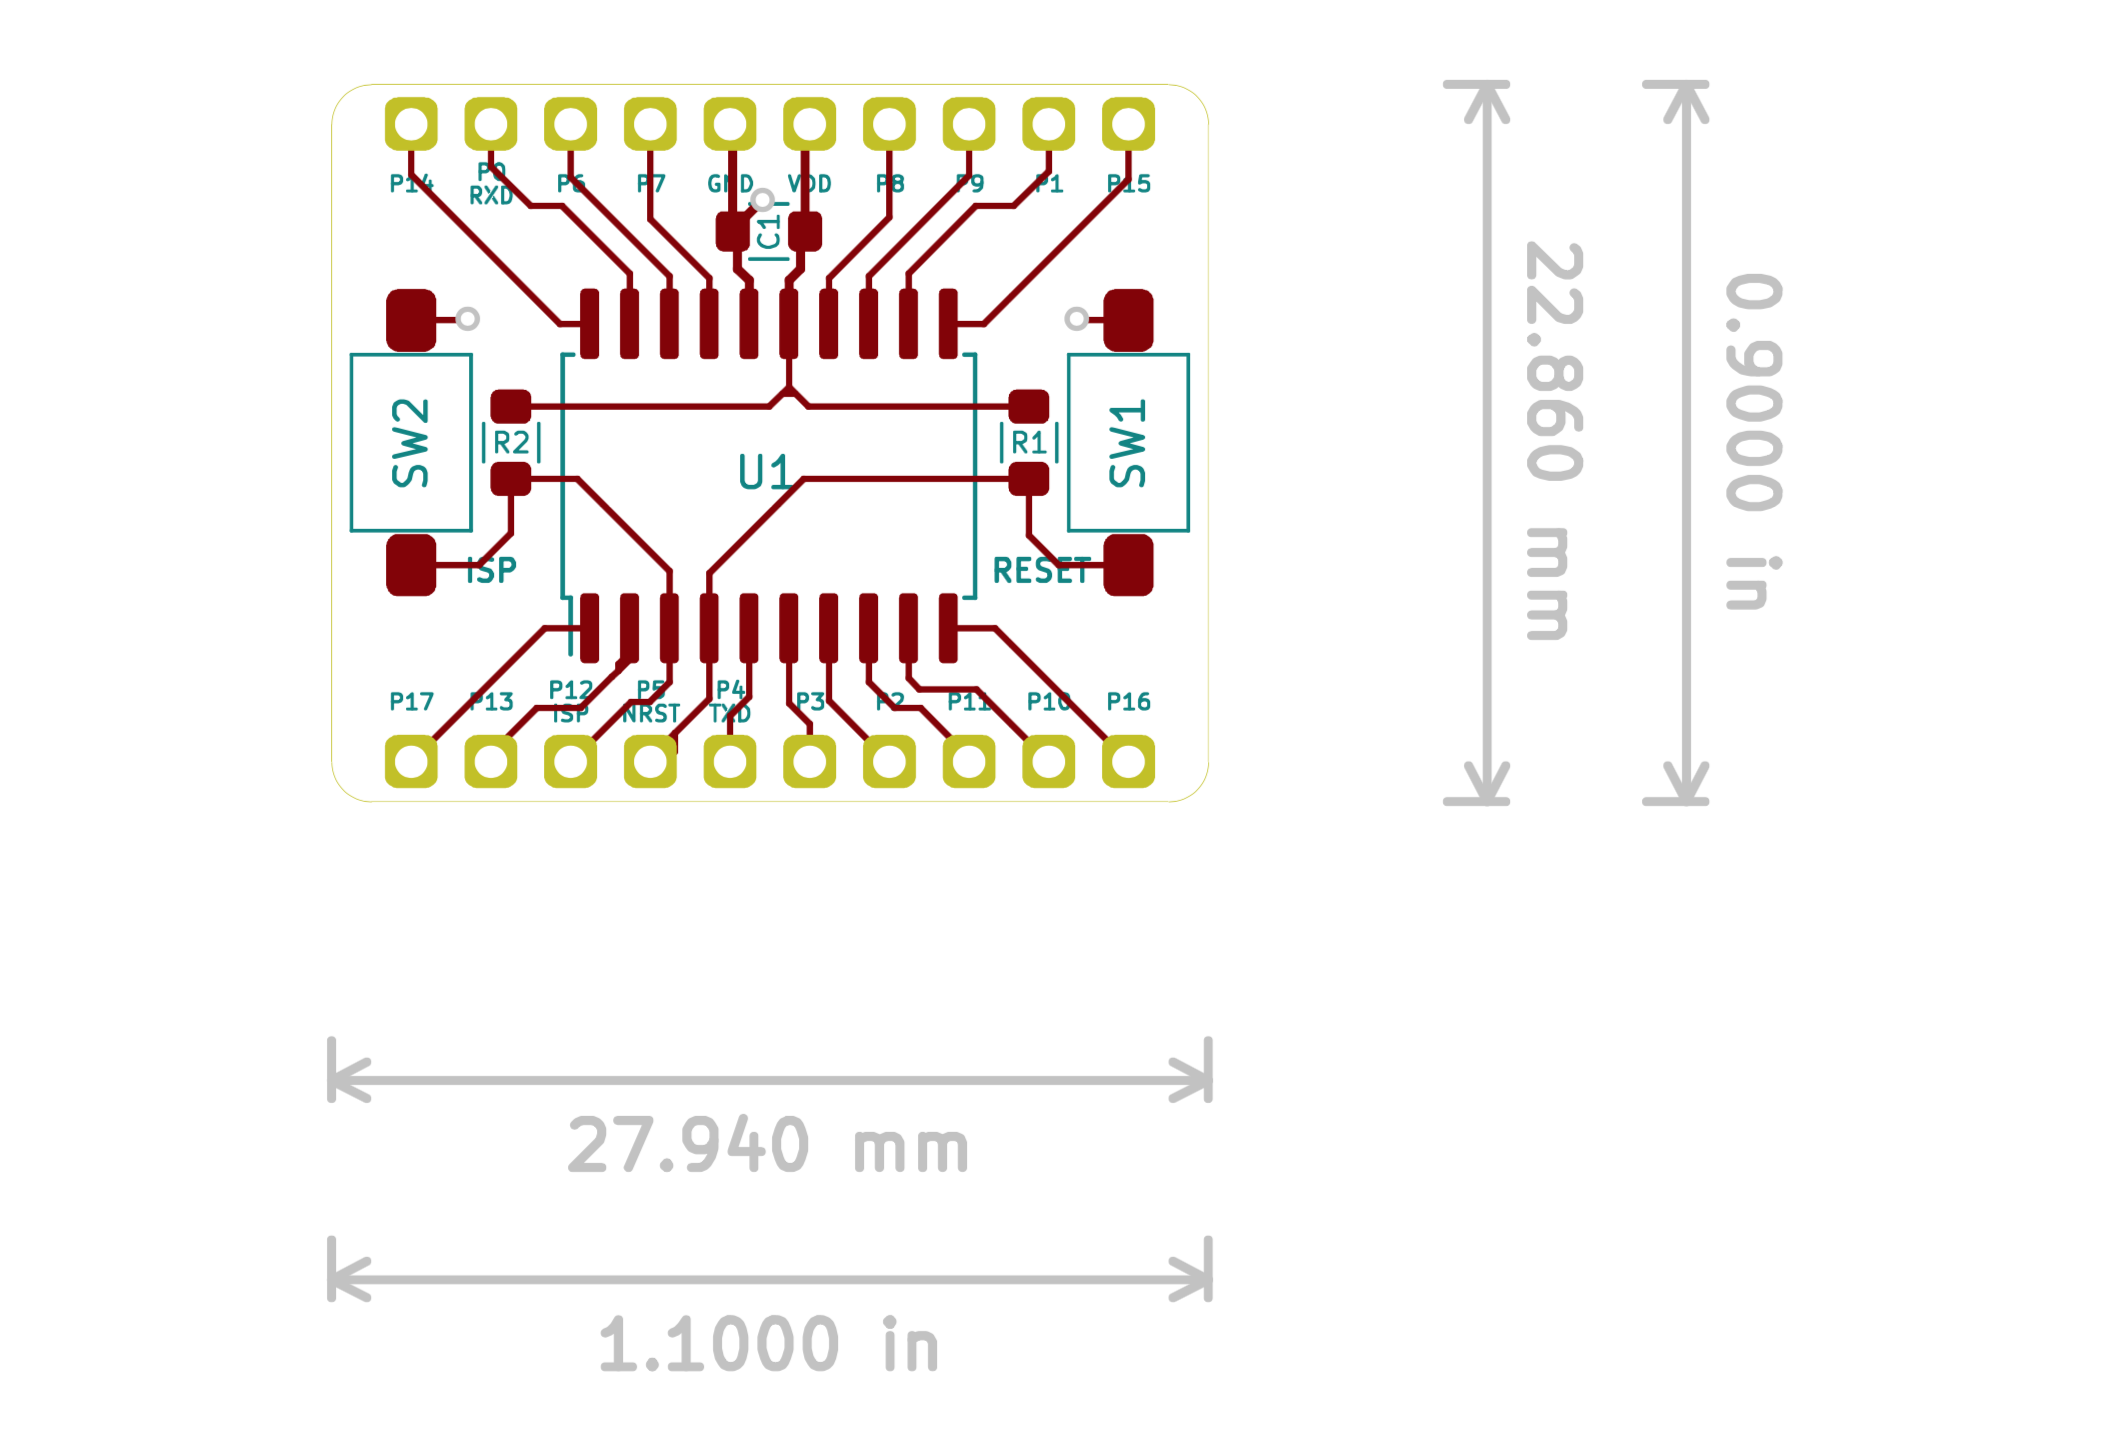 P14
P0
RXD
P6
P7
GND
VDD
P8
P9
P1
P15
C1
SW2
R2
U1
R1
SW1
ISP
RESET
P17
P13
P12
ISP
P5
NRST
P4
TXD
P3
P2
P11
P10
P16
22.860 mm
0.9000 in
27.940 mm
1.1000 in